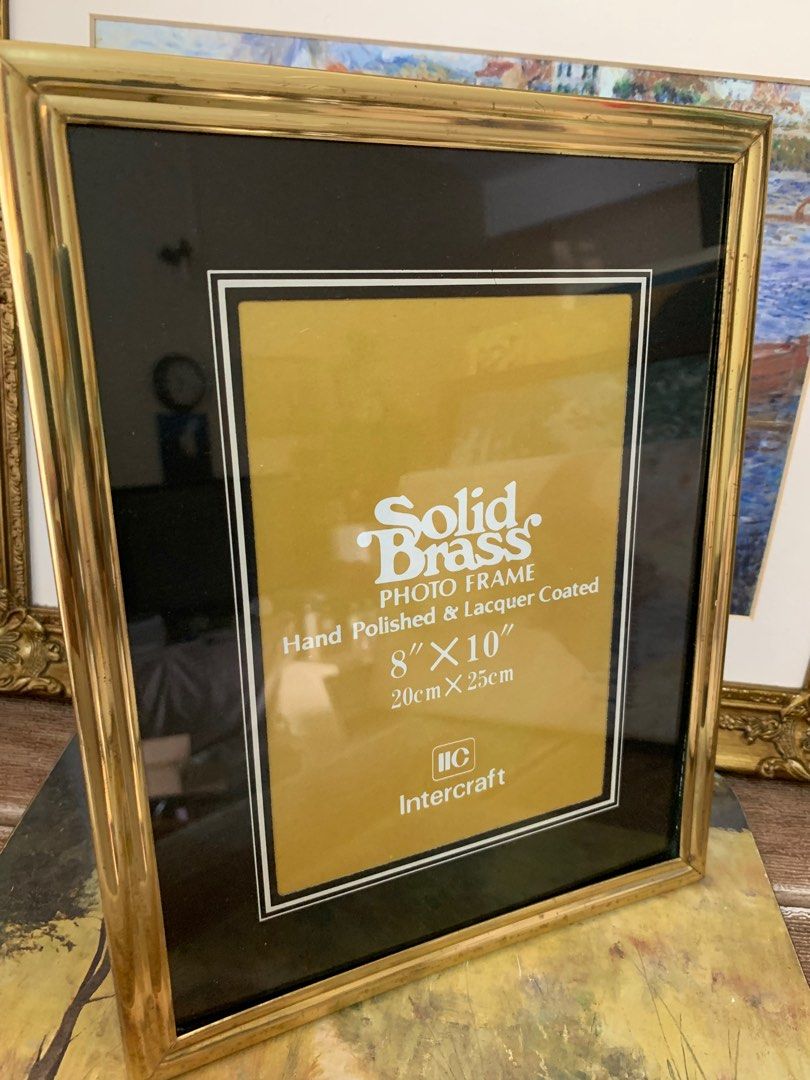 Solid
Brass
PHOTO FRAME
Hand Polished & Lacquer Coated
8" × 10"
20cm × 25cm
IIC
Intercraft